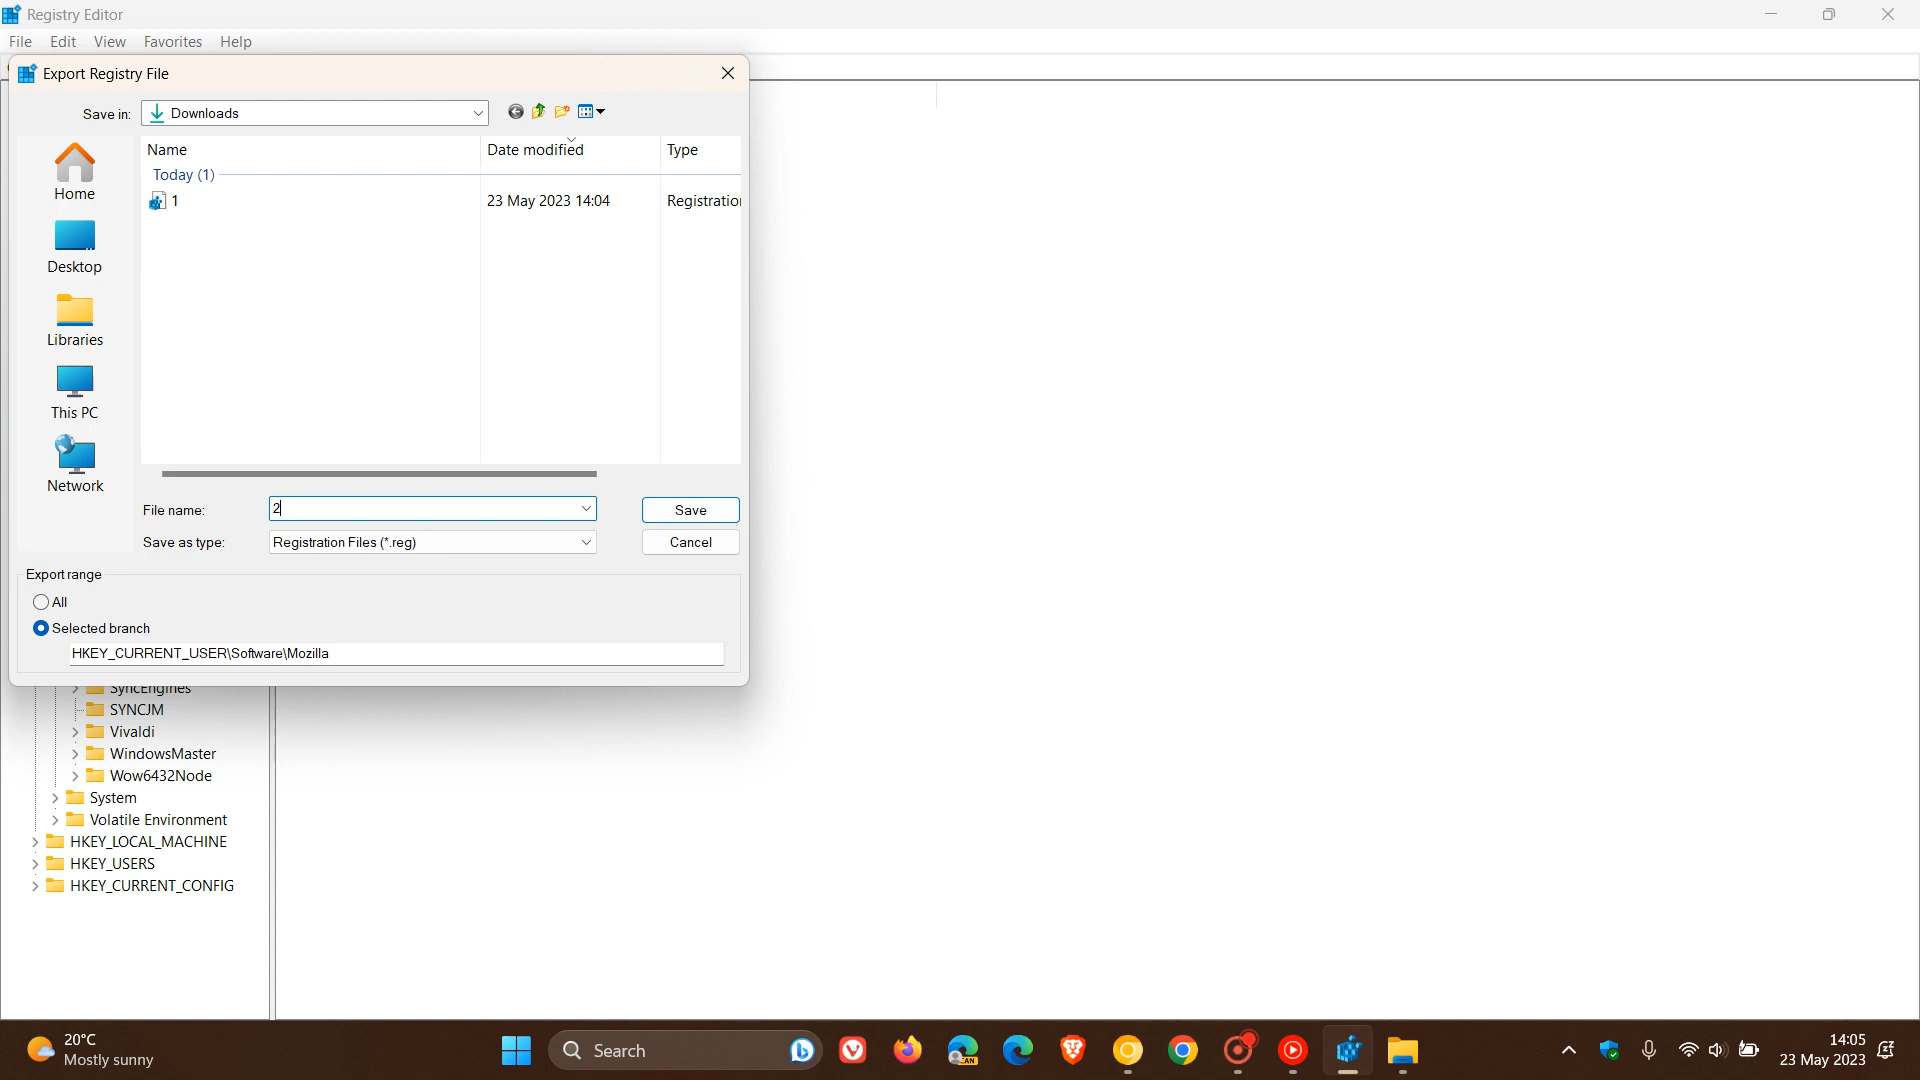 Registry Editor
File Edit View Favorites Help
Export Registry File
Save in: Downloads
Name Date modified Type
Today (1)
1 23 May 2023 14:04 Registratio
Home
Desktop
Libraries
This PC
Network
File name: 2 Save
Save as type: Registration Files (*.reg) Cancel
Export range
All
Selected branch
HKEY_CURRENT_USER\Software\Mozilla
SyncEngines
SYNCJM
Vivaldi
WindowsMaster
Wow6432Node
System
Volatile Environment
HKEY_LOCAL_MACHINE
HKEY_USERS
HKEY_CURRENT_CONFIG
20°C
Mostly sunny
Search
CAN
14:05
23 May 2023